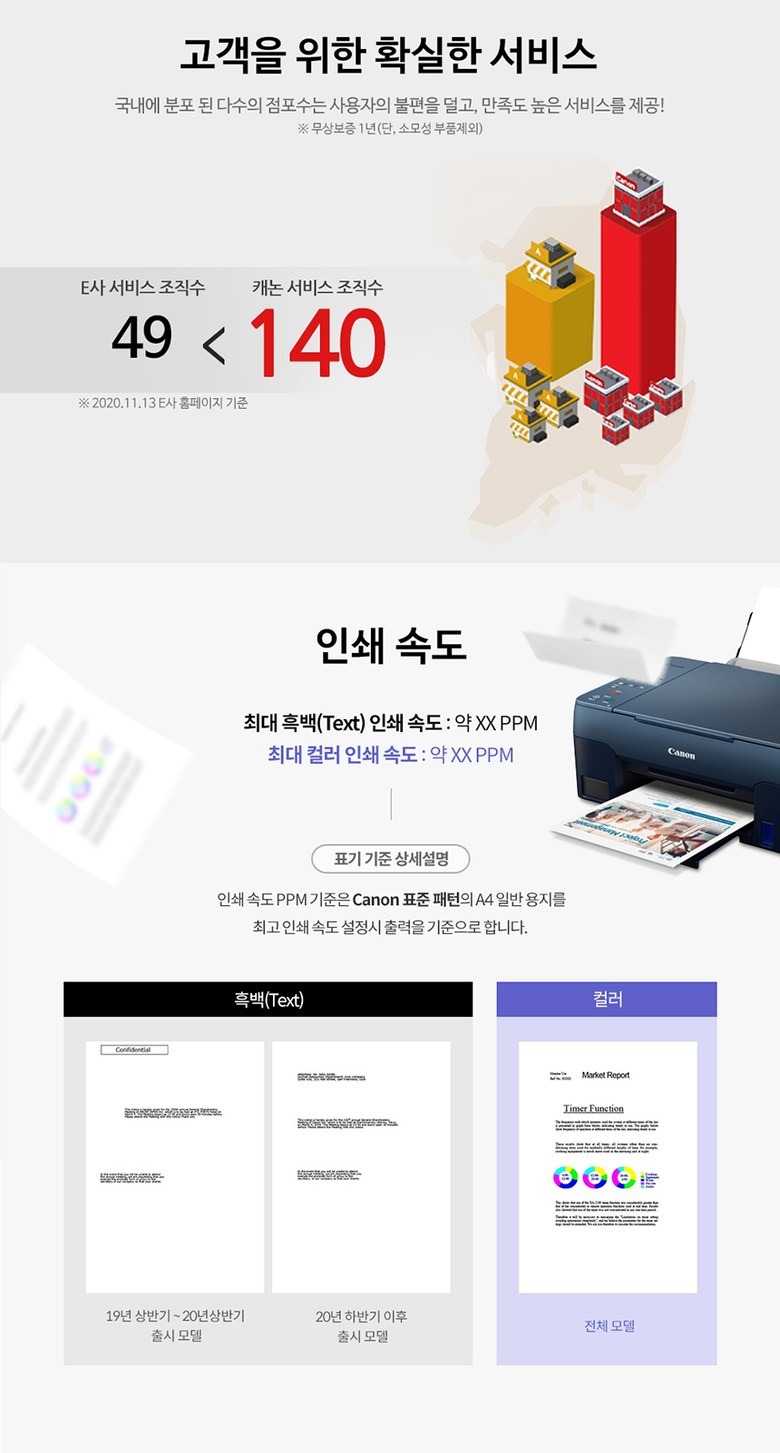 고객을 위한 확실한 서비스
국내에 분포 된 다수의 점포수는 사용자의 불편을 덜고, 만족도 높은 서비스를 제공!
※ 무상보증 1년(단, 소모성 부품제외)
Canon
A
E사 서비스 조직수
캐논 서비스 조직수
49 < 140
※ 2020.11.13 E사 홈페이지 기준
인쇄 속도
최대 흑백(Text) 인쇄 속도 : 약 XX PPM
최대 컬러 인쇄 속도 : 약 XX PPM
Canon
Project Management
표기 기준 상세설명
인쇄 속도 PPM 기준은 Canon 표준 패턴의 A4 일반 용지를
최고 인쇄 속도 설정시 출력을 기준으로 합니다.
흑백(Text)
컬러
Confidential
Market Report
Timer Function
19년 상반기 ~ 20년상반기
출시 모델
20년 하반기 이후
출시 모델
전체 모델